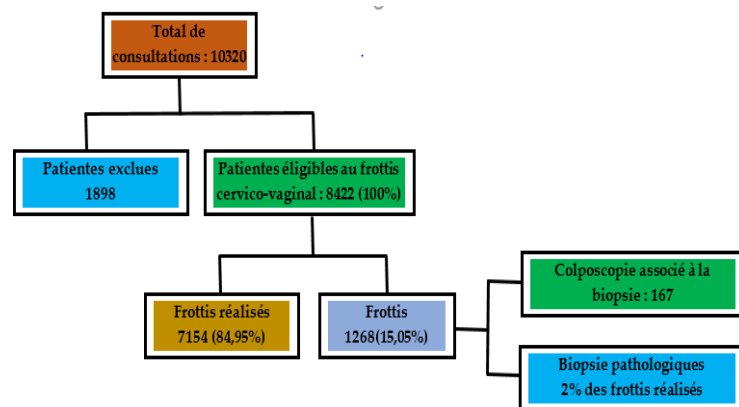 Total de
consultations : 10320
Patientes exclues
1898
Patientes éligibles au frottis
cervico-vaginal : 8422 (100%)
Frottis réalisés
7154 (84,95%)
Frottis
1268(15,05%)
Colposcopie associé à la
biopsie : 167
Biopsie pathologiques
2% des frottis réalisés